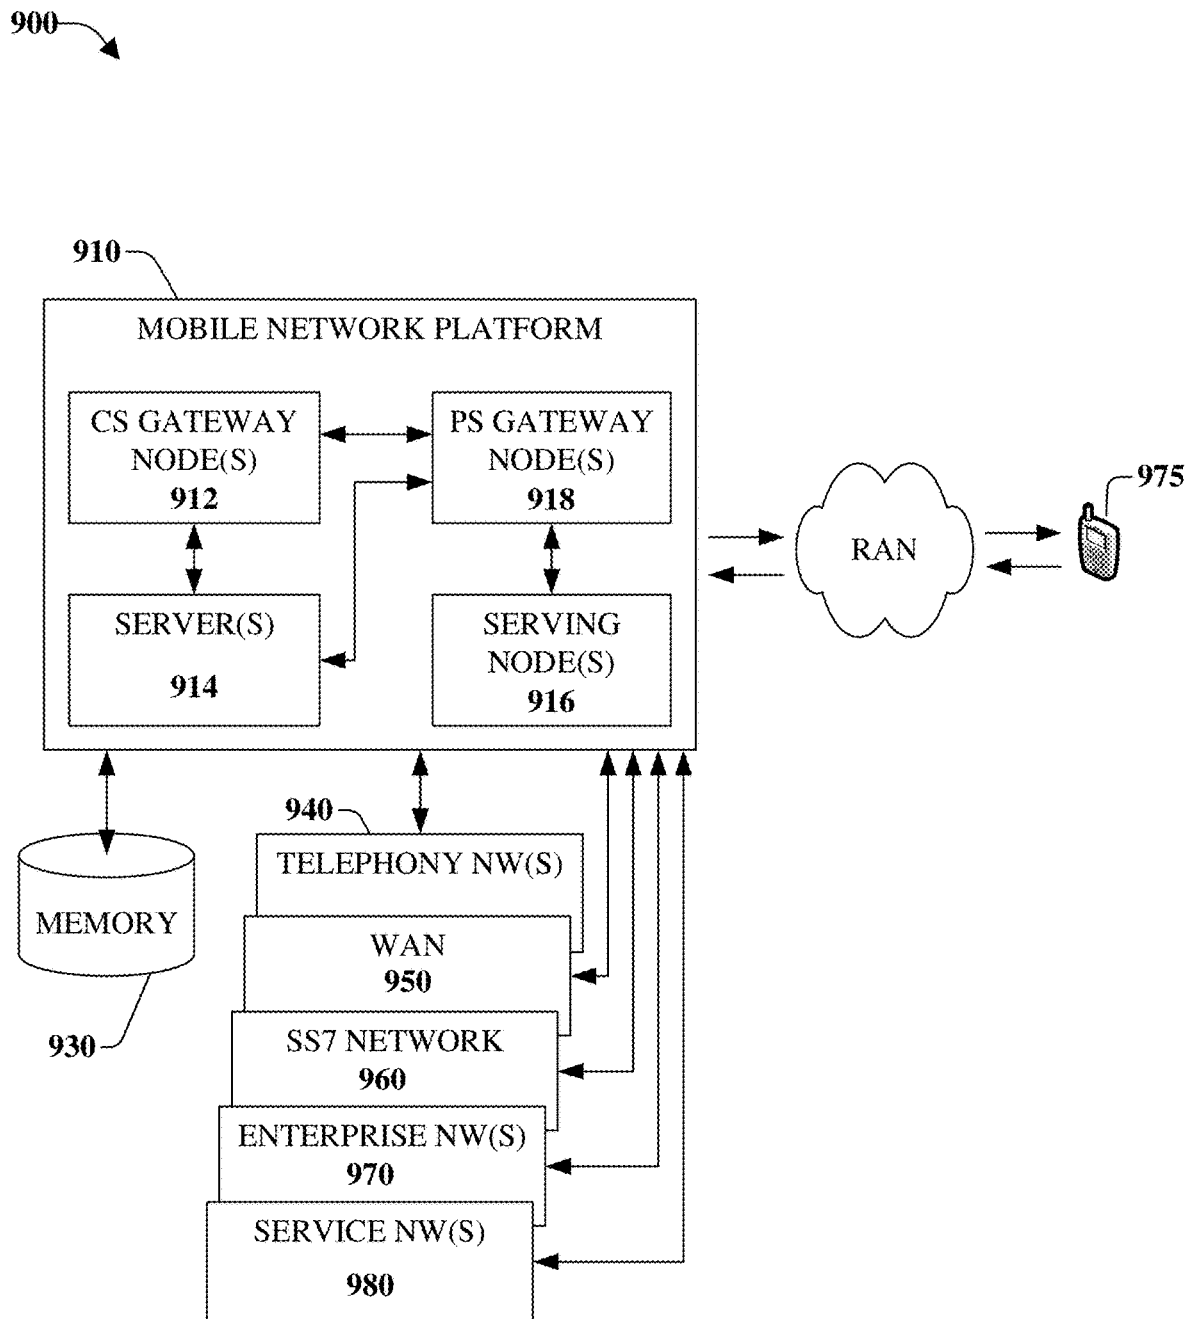 900
910
MOBILE NETWORK PLATFORM
CS GATEWAY
NODE(S)
912
PS GATEWAY
NODE(S)
918
SERVER(S)
914
SERVING
NODE(S)
916
RAN
975
940
TELEPHONY NW(S)
MEMORY
930
WAN
950
SS7 NETWORK
960
ENTERPRISE NW(S)
970
SERVICE NW(S)
980